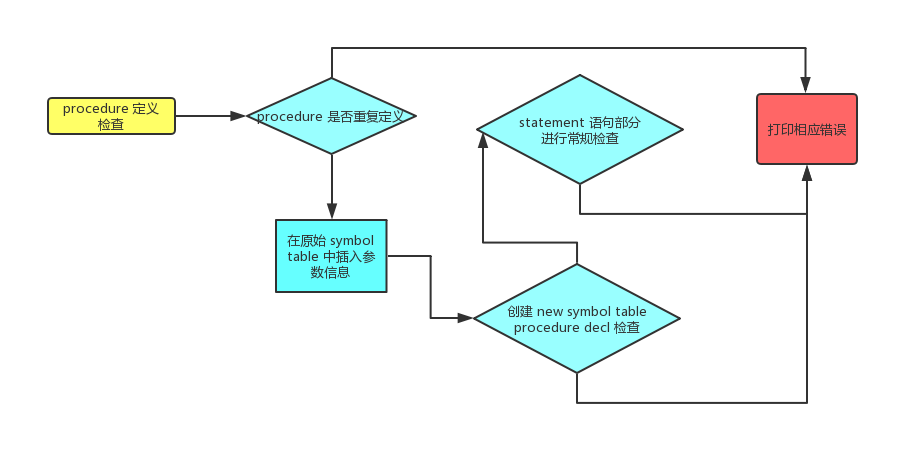 procedure 定义
检查
procedure 是否重复定义
statement 语句部分
进行常规检查
打印相应错误
在原始 symbol
table 中插入参
数信息
创建 new symbol table
procedure decl 检查